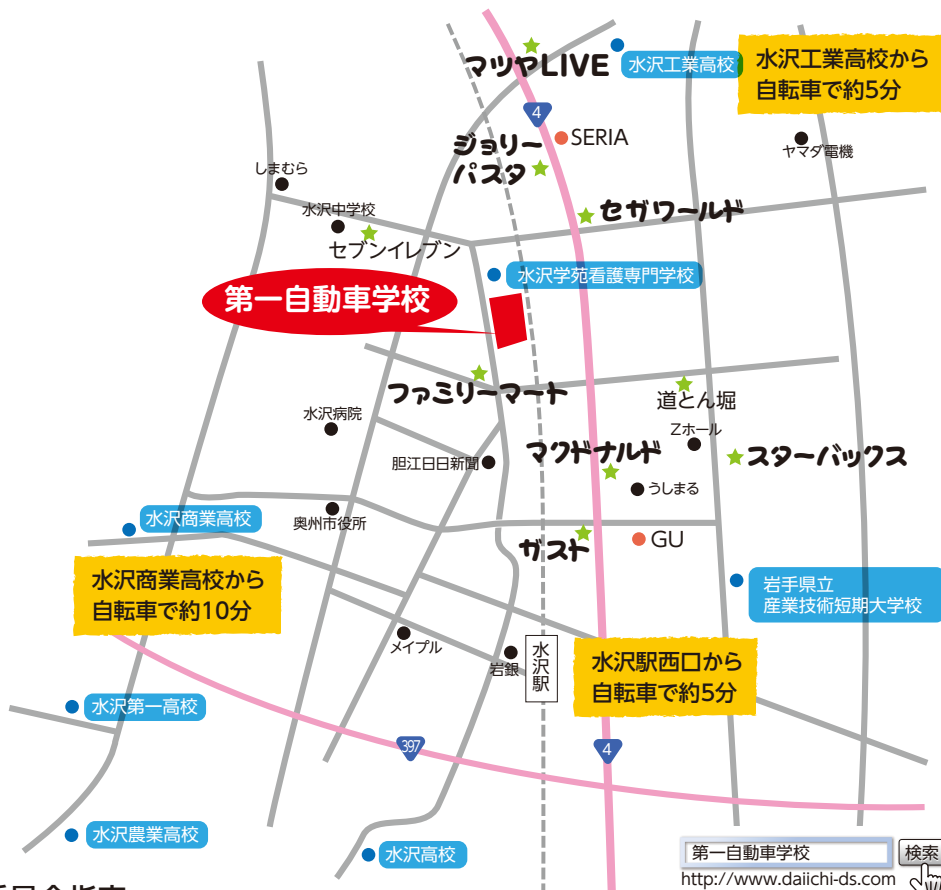 マツヤLIVE
水沢工業高校
水沢工業高校から
自転車で約5分
4
SERIA
ヤマダ電機
ジョリー
パスタ
しまむら
水沢中学校
セブンイレブン
セガワールド
水沢学苑看護専門学校
第一自動車学校
ファミリーマート
道とん堀
水沢病院
Zホール
胆江日日新聞
マクドナルド
スターバックス
うしまる
水沢商業高校
奥州市役所
ガスト
GU
水沢商業高校から
自転車で約10分
岩手県立
産業技術短期大学校
メイプル
岩銀
水沢駅
水沢駅西口から
自転車で約5分
水沢第一高校
397
4
水沢農業高校
水沢高校
第一自動車学校
検索
http://www.daiichi-ds.com